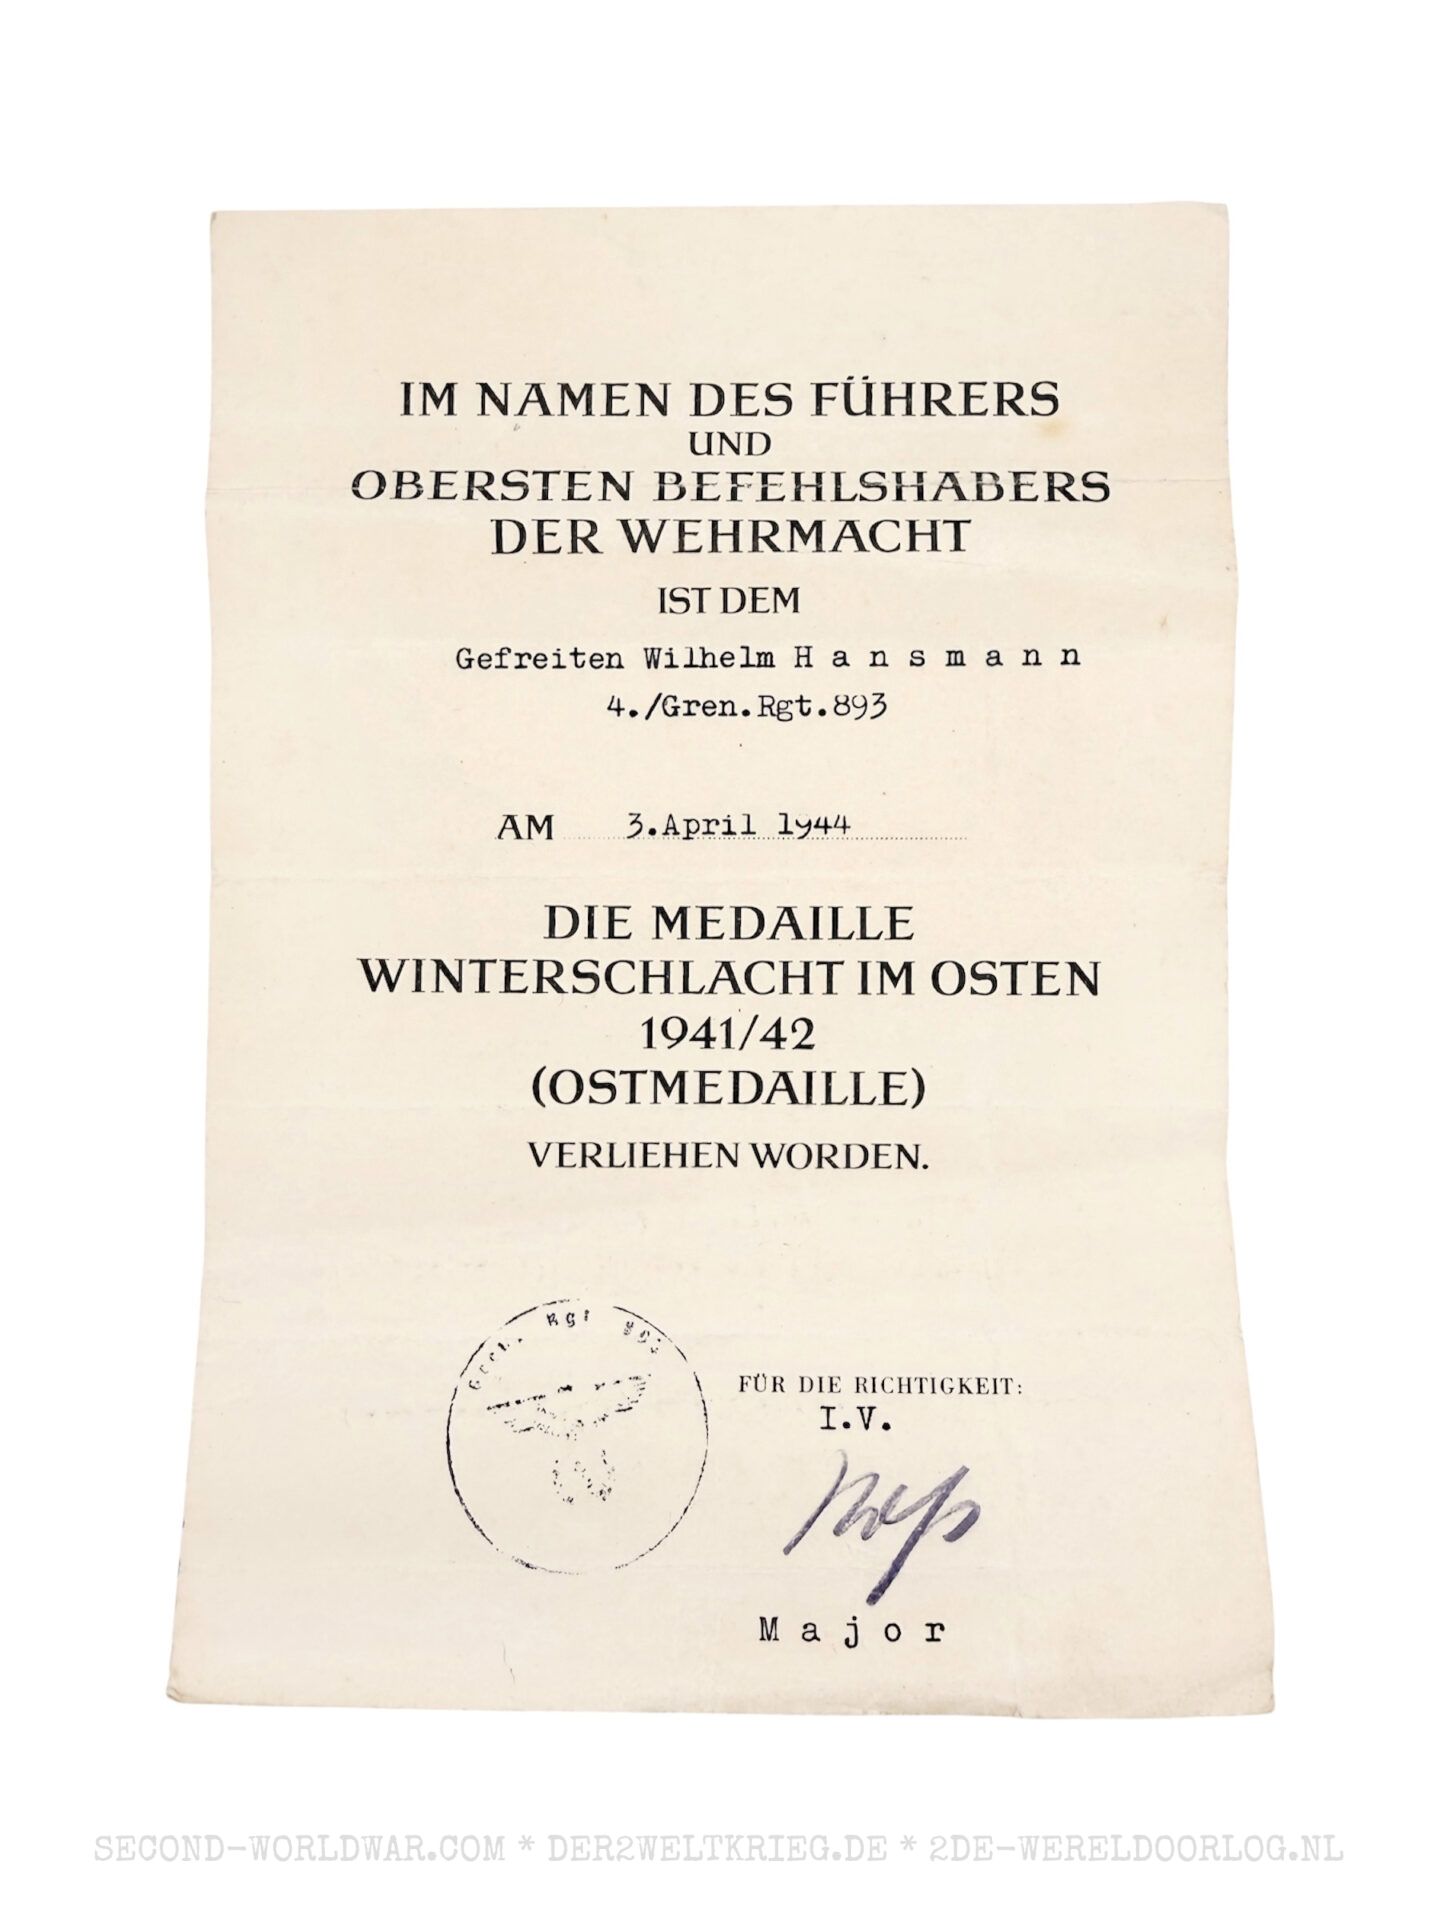 IM NAMEN DES FÜHRERS
UND
OBERSTEN BEFEHLSHABERS
DER WEHRMACHT
IST DEM
Gefreiten Wilhelm H a n s m a n n
4./Gren.Rgt.893
AM 3.April 1944
DIE MEDAILLE
WINTERSCHLACHT IM OSTEN
1941/42
(OSTMEDAILLE)
VERLIEHEN WORDEN.
Rgt
FÜR DIE RICHTIGKEIT:
I.V.
M a j o r
SECOND-WORLDWAR.COM * DER2WELTKRIEG.DE * 2DE-WERELDOORLOG.NL